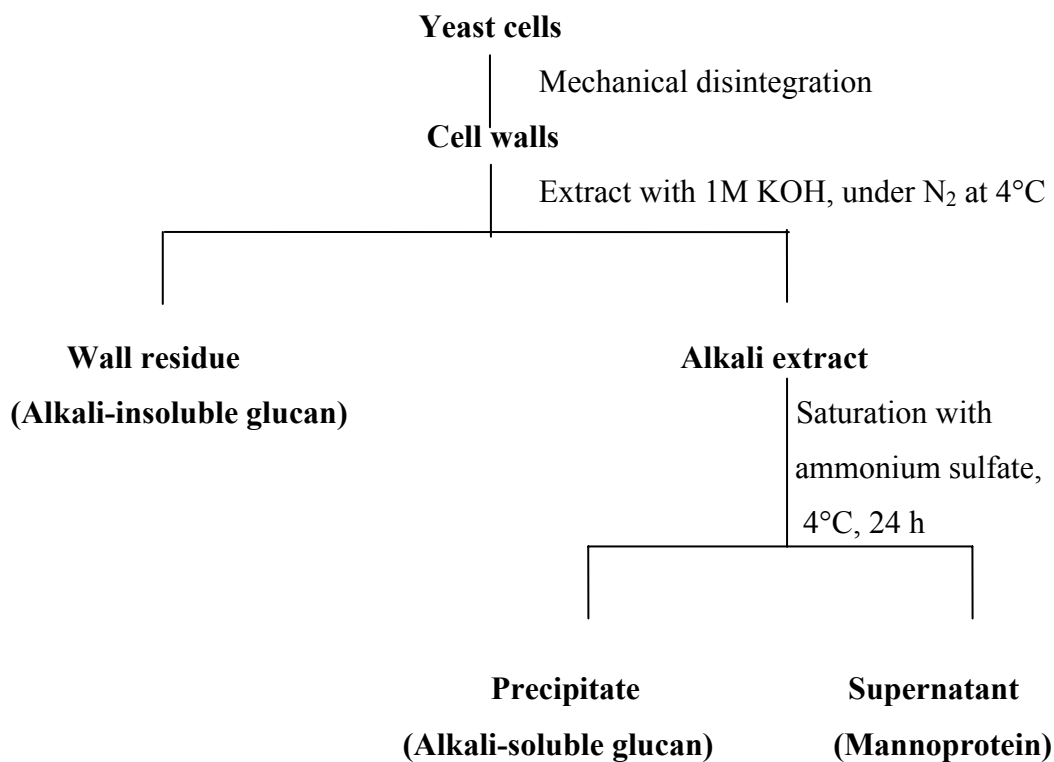 Yeast cells
Mechanical disintegration
Cell walls
Extract with 1M KOH, under N₂ at 4°C
Wall residue
(Alkali-insoluble glucan)
Alkali extract
Saturation with
ammonium sulfate,
4°C, 24 h
Precipitate
(Alkali-soluble glucan)
Supernatant
(Mannoprotein)